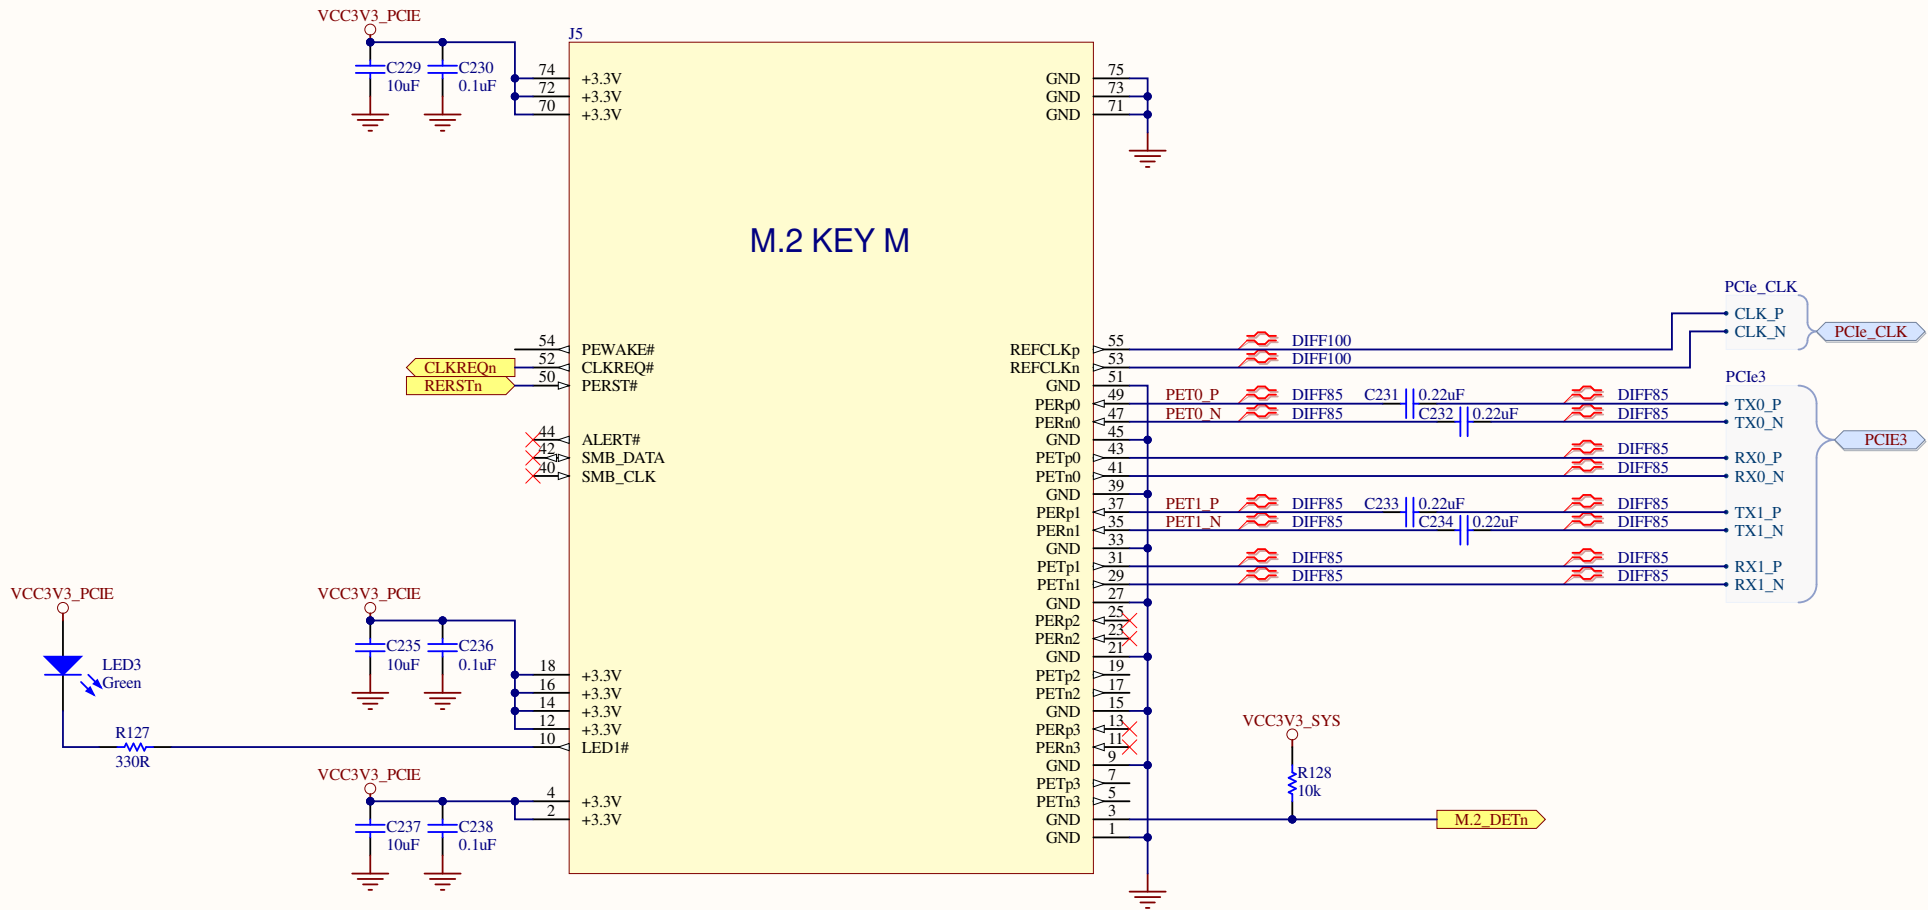 VCC3V3_PCIE
C229
10uF
C230
0.1uF
J5
M.2 KEY M
74 +3.3V
72 +3.3V
70 +3.3V
GND 75
GND 73
GND 71
54 PEWAKE#
CLKREQn 52 CLKREQ#
RERSTn 50 PERST#
44 ALERT#
42 SMB_DATA
40 SMB_CLK
VCC3V3_PCIE
LED3
Green
R127
330R
VCC3V3_PCIE
C235
10uF
C236
0.1uF
18 +3.3V
16 +3.3V
14 +3.3V
12 +3.3V
10 LED1#
VCC3V3_PCIE
C237
10uF
C238
0.1uF
4 +3.3V
2 +3.3V
PCIe_CLK
CLK_P
CLK_N
PCIe_CLK
REFCLKp 55 DIFF100
REFCLKn 53 DIFF100
GND 51
PCIe3
PERp0 49 PET0_P DIFF85 C231 0.22uF DIFF85 TX0_P
PERn0 47 PET0_N DIFF85 C232 0.22uF DIFF85 TX0_N
GND 45
PCIE3
PETp0 43 DIFF85 RX0_P
PETn0 41 DIFF85 RX0_N
GND 39
PERp1 37 PET1_P DIFF85 C233 0.22uF DIFF85 TX1_P
PERn1 35 PET1_N DIFF85 C234 0.22uF DIFF85 TX1_N
GND 33
PETp1 31 DIFF85 DIFF85 RX1_P
PETn1 29 DIFF85 DIFF85 RX1_N
GND 27
PERp2 25
PERn2 23
GND 21
PETp2 19
PETn2 17
GND 15
PERp3 13
PERn3 11
GND 9
PETp3 7
PETn3 5
GND 3
GND 1
VCC3V3_SYS
R128
10k
M.2_DETn